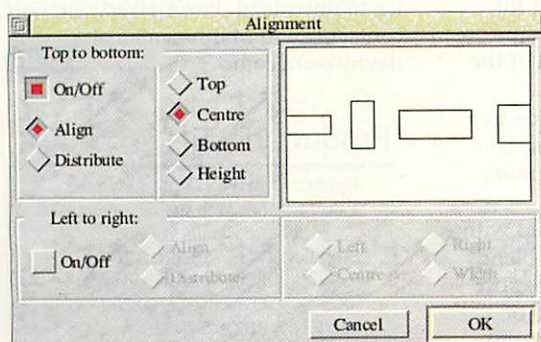 Alignment
Top to bottom:
On/Off
Align
Distribute
Top
Centre
Bottom
Height
Left to right:
On/Off
Align
Distribute
Left
Right
Centre
Width
Cancel
OK